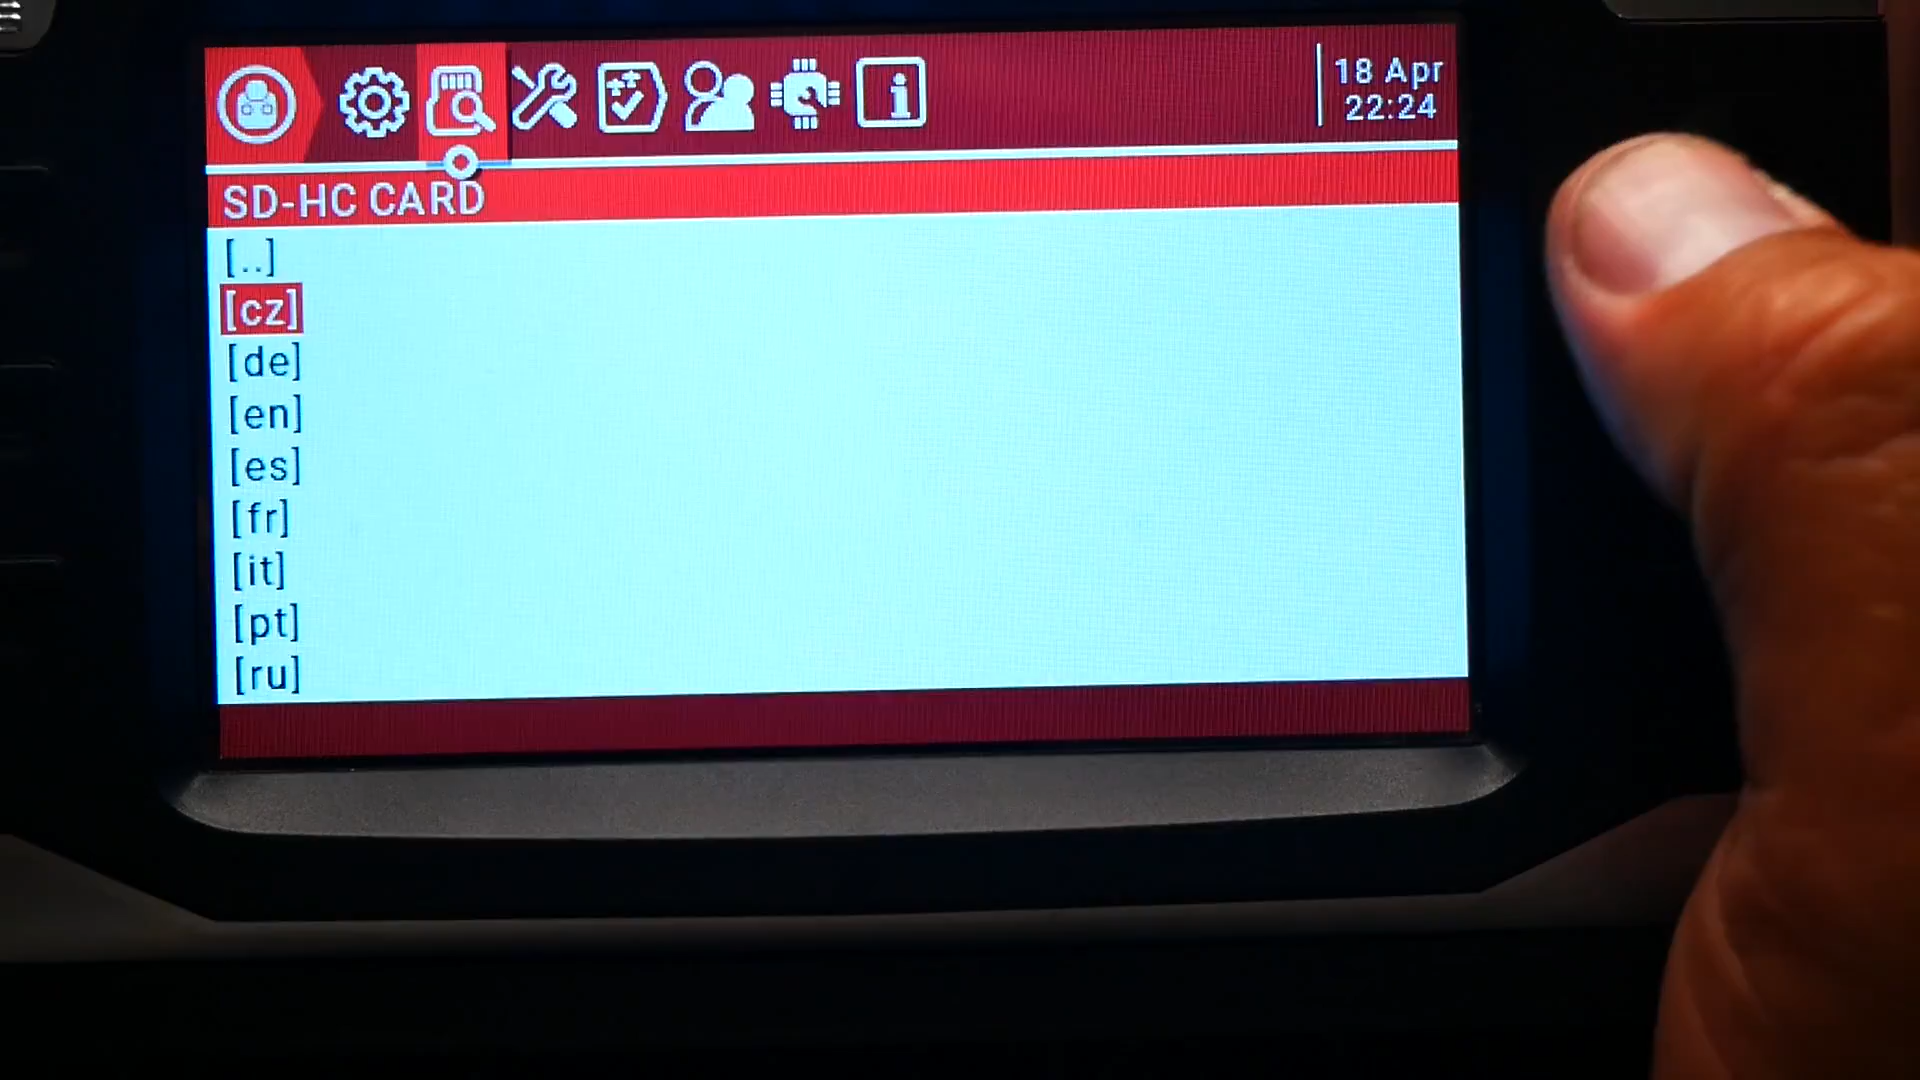 18 Apr
22:24
SD-HC CARD
[..]
[cz]
[de]
[en]
[es]
[fr]
[it]
[pt]
[ru]